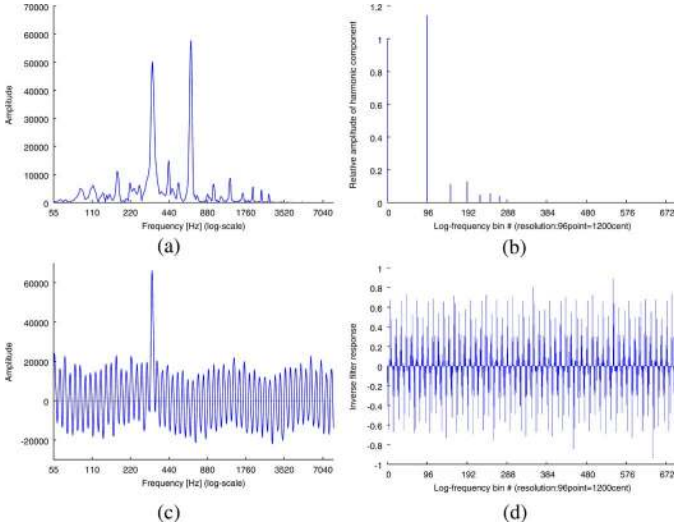 70000
60000
50000
40000
30000
20000
10000
0
Amplitude
55 110 220 440 880 1760 3520 7040
Frequency [Hz] (log-scale)
(a)
1.2
1
0.8
0.6
0.4
0.2
0
Relative amplitude of harmonic component
0 96 192 288 384 480 576 672
Log-frequency bin # (resolution:96point=1200cent)
(b)
60000
40000
20000
0
-20000
Amplitude
55 110 220 440 880 1760 3520 7040
Frequency [Hz] (log-scale)
(c)
1
0.8
0.6
0.4
0.2
0
-0.2
-0.4
-0.6
-0.8
-1
Inverse filter response
0 96 192 288 384 480 576 672
Log-frequency bin # (resolution:96point=1200cent)
(d)